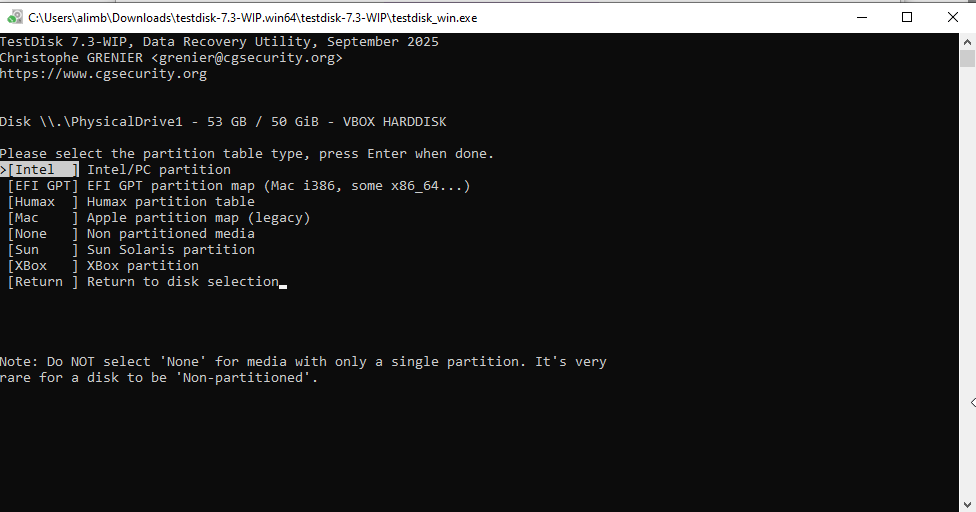 C:\Users\alimb\Downloads\testdisk-7.3-WIP.win64\testdisk-7.3-WIP\testdisk_win.exe
TestDisk 7.3-WIP, Data Recovery Utility, September 2025
Christophe GRENIER <grenier@cgsecurity.org>
https://www.cgsecurity.org
Disk \\.\PhysicalDrive1 - 53 GB / 50 GiB - VBOX HARDDISK
Please select the partition table type, press Enter when done.
>[Intel  ] Intel/PC partition
[EFI GPT] EFI GPT partition map (Mac i386, some x86_64...)
[Humax  ] Humax partition table
[Mac    ] Apple partition map (legacy)
[None   ] Non partitioned media
[Sun    ] Sun Solaris partition
[XBox   ] XBox partition
[Return ] Return to disk selection
Note: Do NOT select 'None' for media with only a single partition. It's very
rare for a disk to be 'Non-partitioned'.